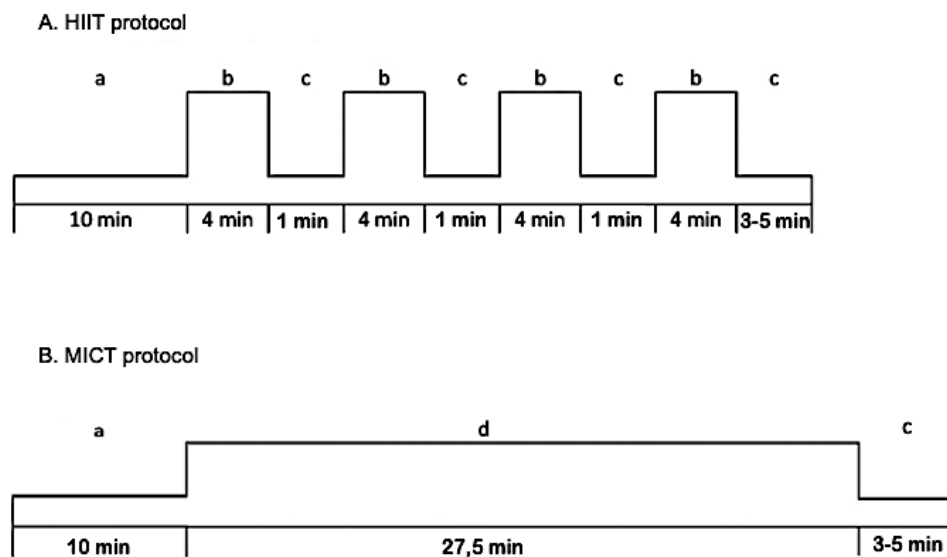 A. HIIT protocol
a b c b c b c b c
10 min 4 min 1 min 4 min 1 min 4 min 1 min 4 min 3-5 min
B. MICT protocol
a d c
10 min 27,5 min 3-5 min